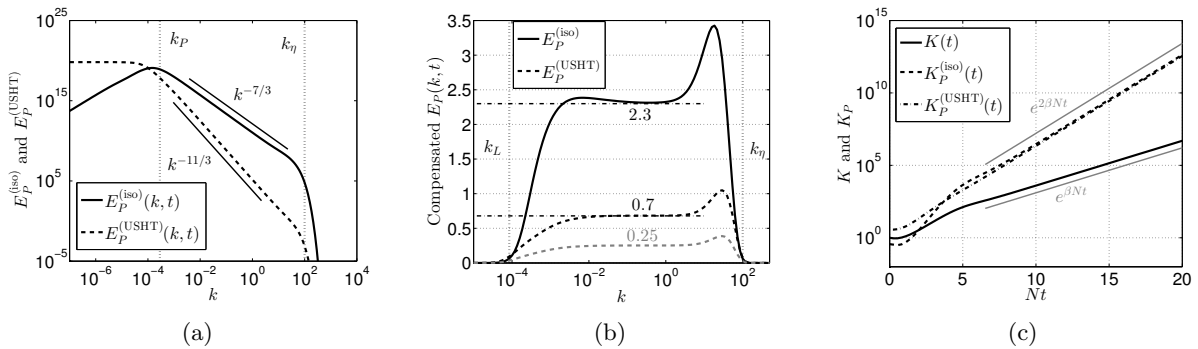 10^15
10^10
10^5
10^0
10^25
10^15
10^5
10^−5
E_P^(iso) and E_P^(USHT)
k_P
k_η
k^−7/3
k^−11/3
E_P^(iso)(k,t)
E_P^(USHT)(k,t)
10^−6
10^−4
10^−2
10^0
10^2
10^4
k
(a)
Compensated E_P(k,t)
3.5
3
2.5
2
1.5
1
0.5
0
E_P^(iso)
E_P^(USHT)
2.3
k_L
k_η
0.7
0.25
10^−4
10^−2
10^0
10^2
k
(b)
K and K_P
K(t)
K_P^(iso)(t)
K_P^(USHT)(t)
e^2βNt
e^βNt
0
5
10
15
20
Nt
(c)